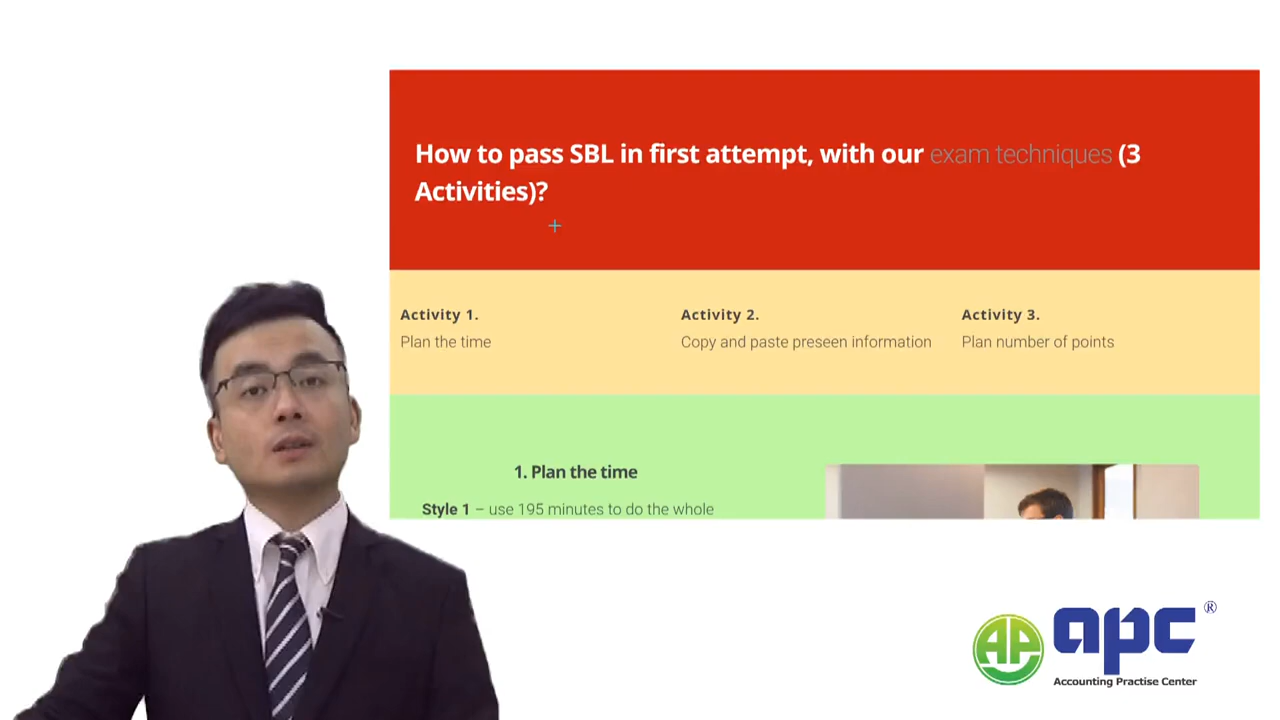 How to pass SBL in first attempt, with our exam techniques (3
Activities)?
Activity 1.
Plan the time
Activity 2.
Copy and paste preseen information
Activity 3.
Plan number of points
1. Plan the time
Style 1 – use 195 minutes to do the whole
AP
apc®
Accounting Practise Center